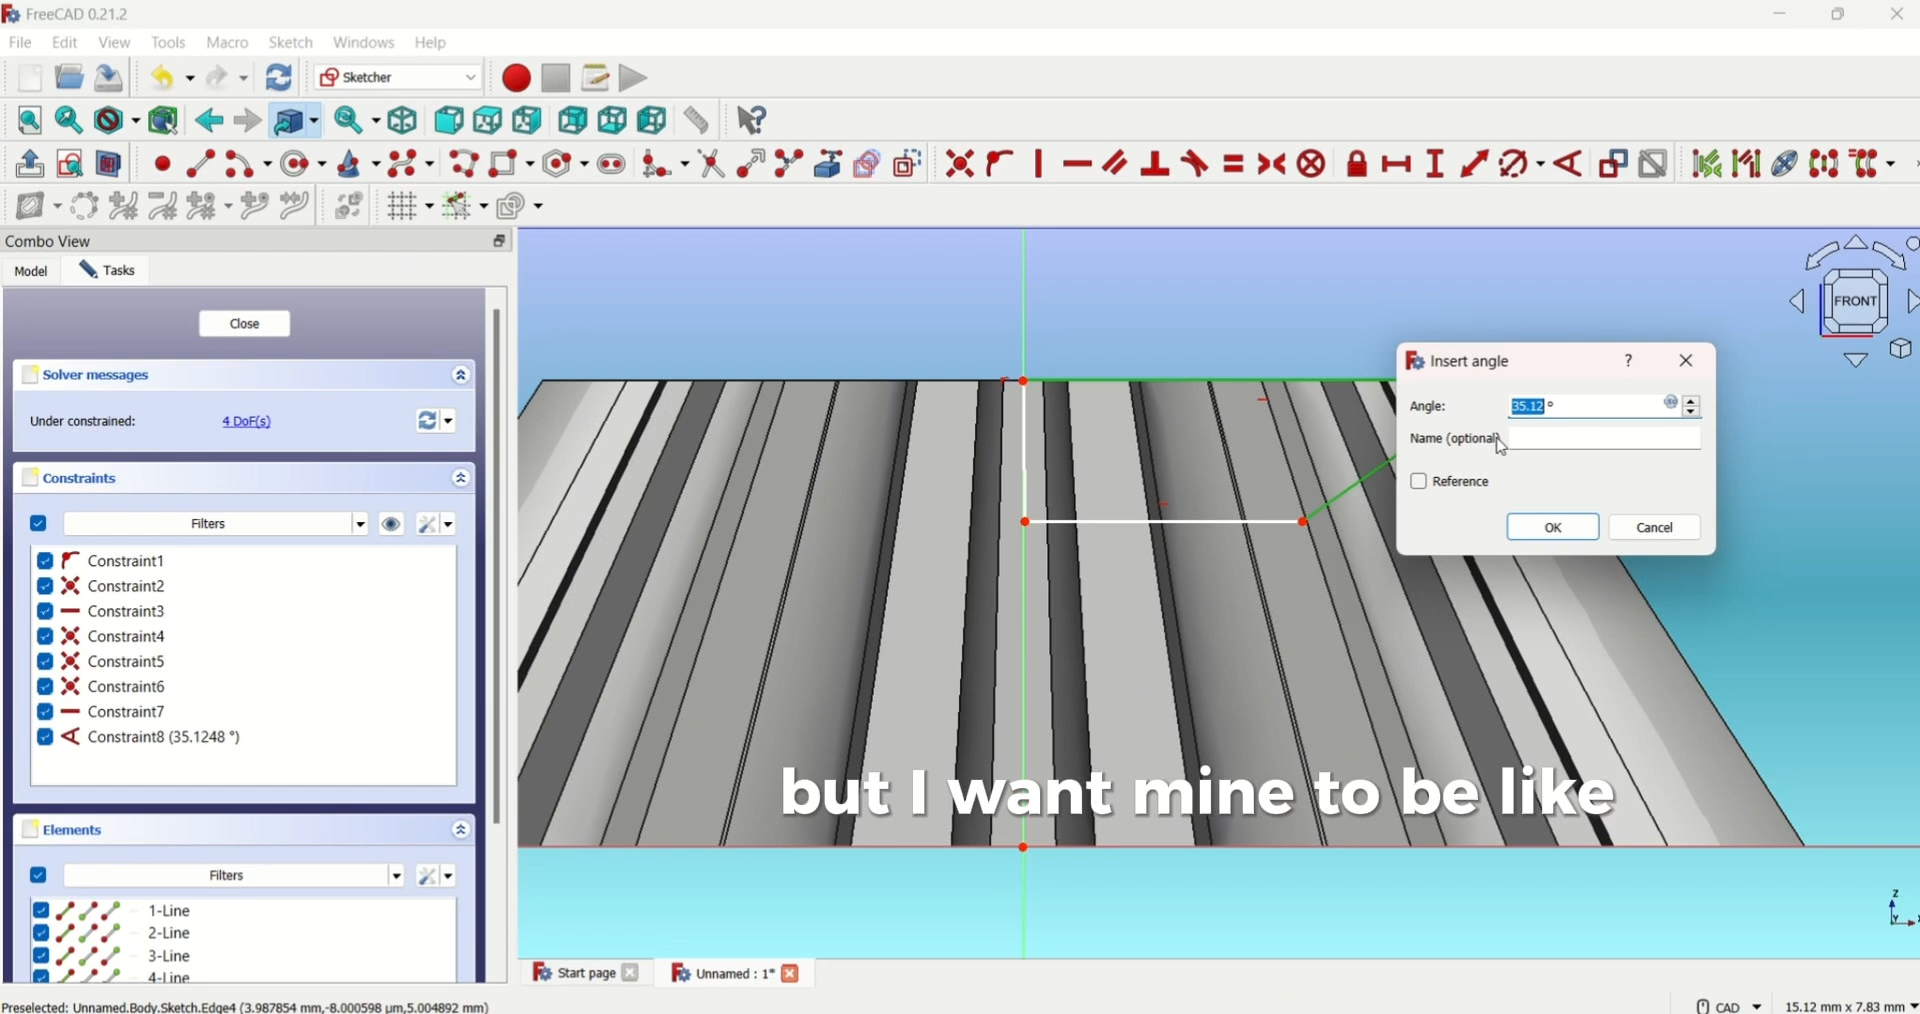 FreeCAD 0.21.2
File Edit View Tools Macro Sketch Windows Help
Sketcher
Combo View
Model Tasks
Close
Solver messages
Under constrained: 4 DoF(s)
Constraints
Filters
Constraint1
Constraint2
Constraint3
Constraint4
Constraint5
Constraint6
Constraint7
Constraint8 (35.1248 °)
Elements
Filters
1-Line
2-Line
3-Line
4-Line
FRONT
Insert angle ?
Angle: 35.12 °
Name (optional)
Reference
OK Cancel
but I want mine to be like
Z
Y
Start page Unnamed : 1*
Preselected: Unnamed.Body.Sketch.Edge4 (3.987854 mm,-8.000598 µm,5.004892 mm) CAD 15.12 mm x 7.83 mm